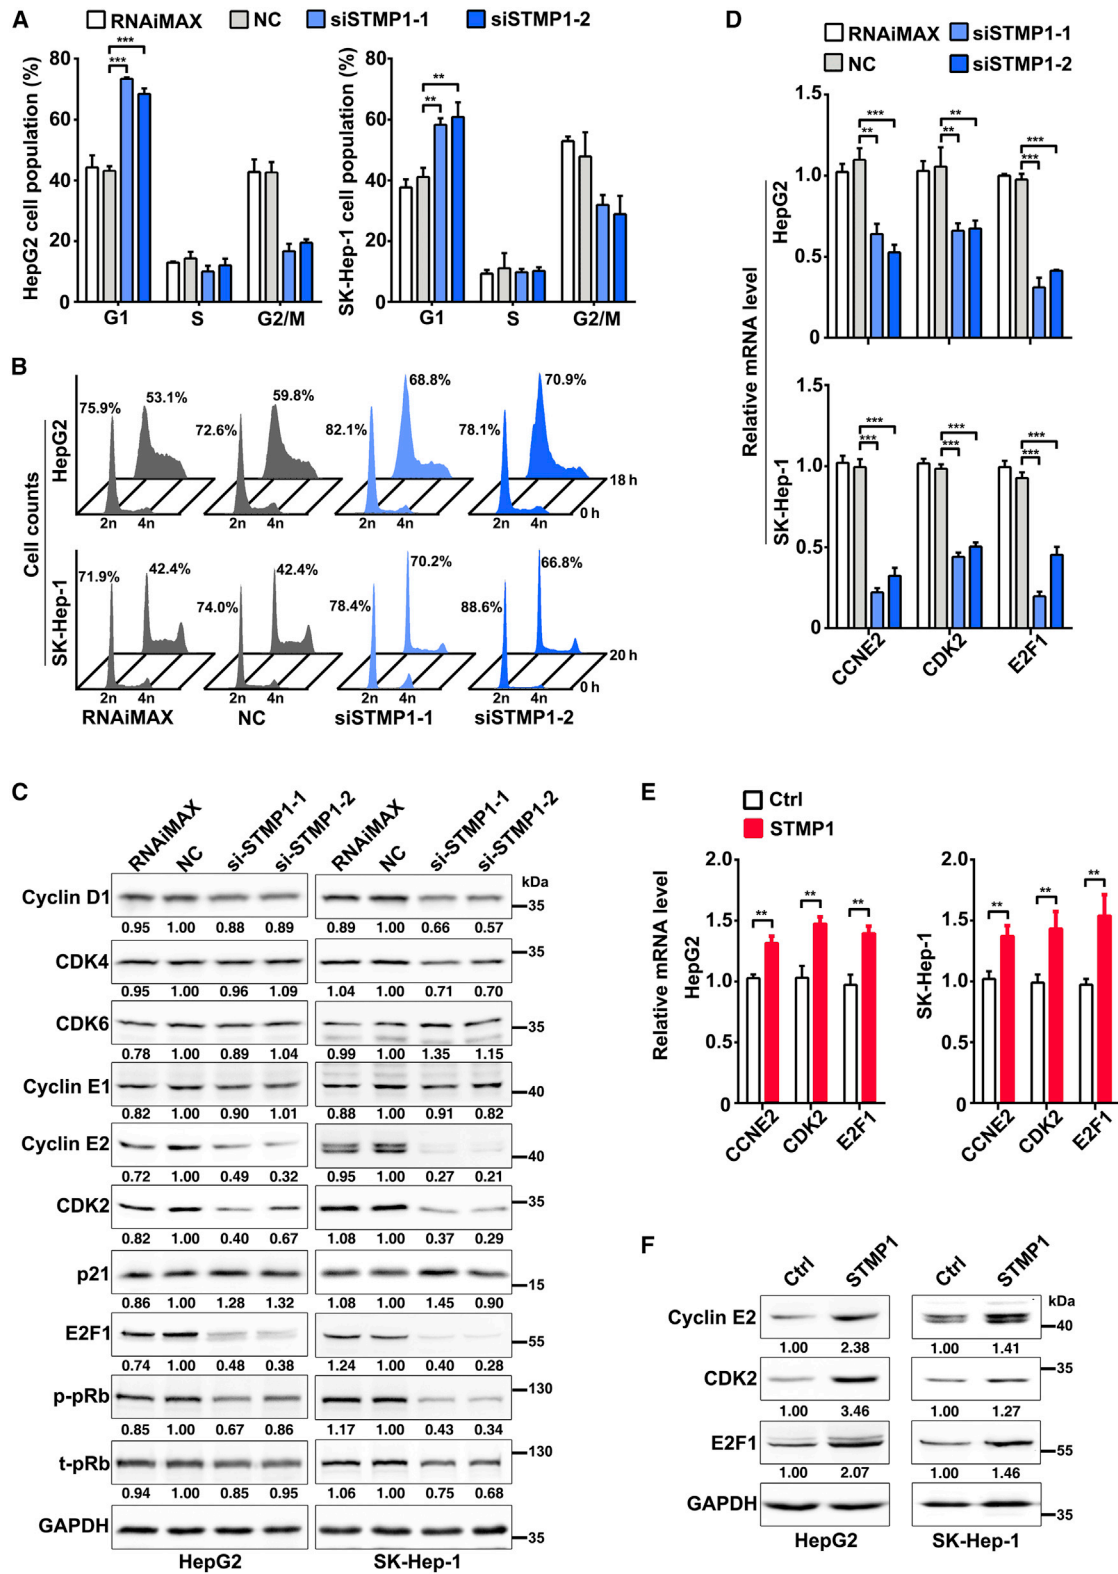 A
RNAiMAX NC siSTMP1-1 siSTMP1-2
HepG2 cell population (%)
80
60
40
20
0
*** ***
G1 S G2/M
SK-Hep-1 cell population (%)
80
60
40
20
0
** **
G1 S G2/M
B
Cell counts
HepG2
75.9% 53.1% 72.6% 59.8% 82.1% 68.8% 78.1% 70.9%
18 h
0 h
2n 4n 2n 4n 2n 4n 2n 4n
SK-Hep-1
71.9% 42.4% 74.0% 42.4% 78.4% 70.2% 88.6% 66.8%
20 h
0 h
2n 4n 2n 4n 2n 4n 2n 4n
RNAiMAX NC siSTMP1-1 siSTMP1-2
C
RNAiMAX NC si-STMP1-1 si-STMP1-2 RNAiMAX NC si-STMP1-1 si-STMP1-2
kDa
Cyclin D1 35
0.95 1.00 0.88 0.89 0.89 1.00 0.66 0.57
CDK4 35
0.95 1.00 0.96 1.09 1.04 1.00 0.71 0.70
CDK6 35
0.78 1.00 0.89 1.04 0.99 1.00 1.35 1.15
Cyclin E1 40
0.82 1.00 0.90 1.01 0.88 1.00 0.91 0.82
Cyclin E2 40
0.72 1.00 0.49 0.32 0.95 1.00 0.27 0.21
CDK2 35
0.82 1.00 0.40 0.67 1.08 1.00 0.37 0.29
p21 15
0.86 1.00 1.28 1.32 1.08 1.00 1.45 0.90
E2F1 55
0.74 1.00 0.48 0.38 1.24 1.00 0.40 0.28
p-pRb 130
0.85 1.00 0.67 0.86 1.17 1.00 0.43 0.34
t-pRb 130
0.94 1.00 0.85 0.95 1.06 1.00 0.75 0.68
GAPDH 35
HepG2 SK-Hep-1
D
RNAiMAX siSTMP1-1
NC siSTMP1-2
Relative mRNA level
HepG2
1.5
1.0
0.5
0
*** ** ** ** *** ***
SK-Hep-1
1.5
1.0
0.5
0
*** *** *** *** *** ***
CCNE2 CDK2 E2F1
E
Ctrl
STMP1
Relative mRNA level
HepG2
2.0
1.5
1.0
0.5
0
** ** **
CCNE2 CDK2 E2F1
SK-Hep-1
2.0
1.5
1.0
0.5
0
** ** **
CCNE2 CDK2 E2F1
F
Ctrl STMP1 Ctrl STMP1
kDa
Cyclin E2 40
1.00 2.38 1.00 1.41
CDK2 35
1.00 3.46 1.00 1.27
E2F1 55
1.00 2.07 1.00 1.46
GAPDH 35
HepG2 SK-Hep-1